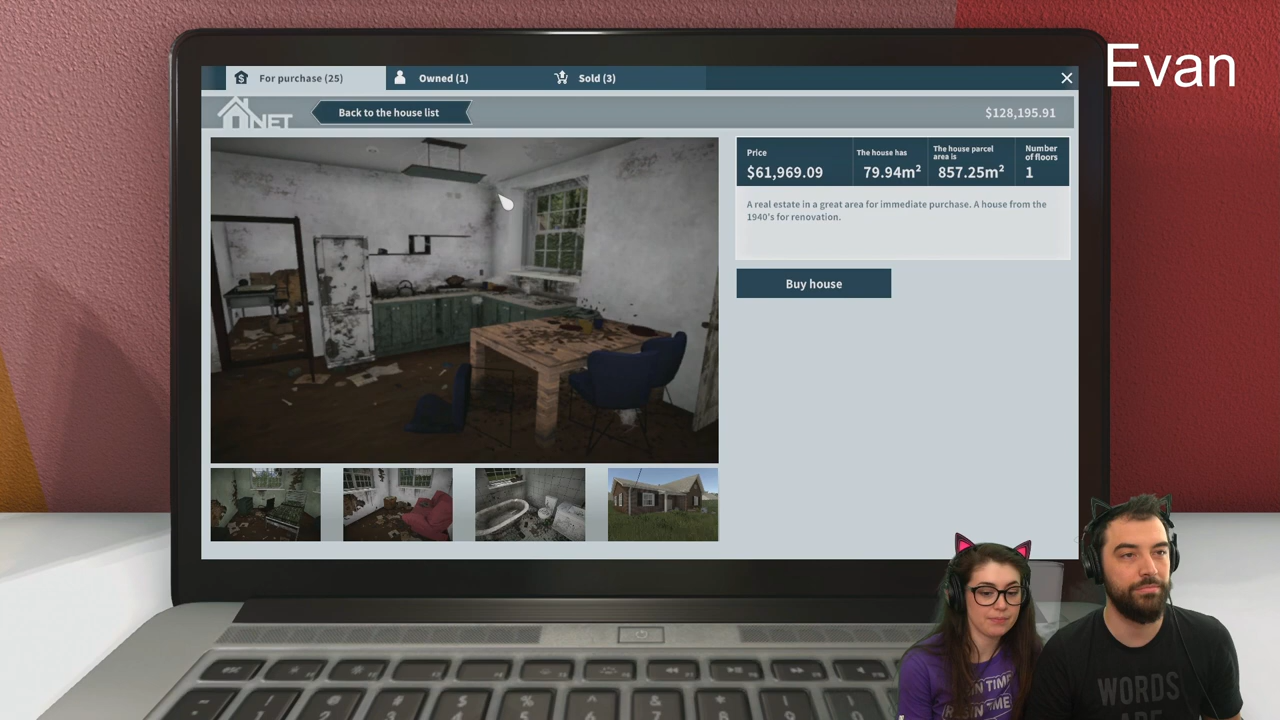 Evan
For purchase (25)
Owned (1)
Sold (3)
NET
Back to the house list
$128,195.91
Price
$61,969.09
The house has
79.94m²
The house parcel
area is
857.25m²
Number
of floors
1
A real estate in a great area for immediate purchase. A house from the
1940's for renovation.
Buy house
WORDS
ARE